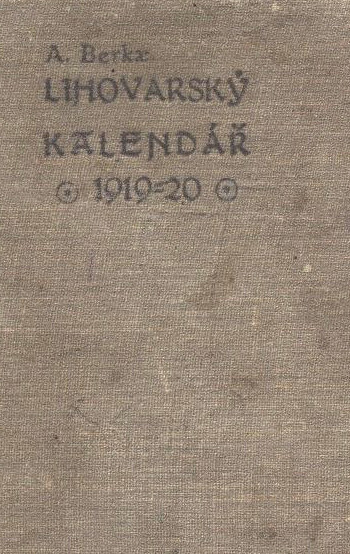 A. Berka:
LIHOVARSKÝ
KALENDÁŘ
1919=20